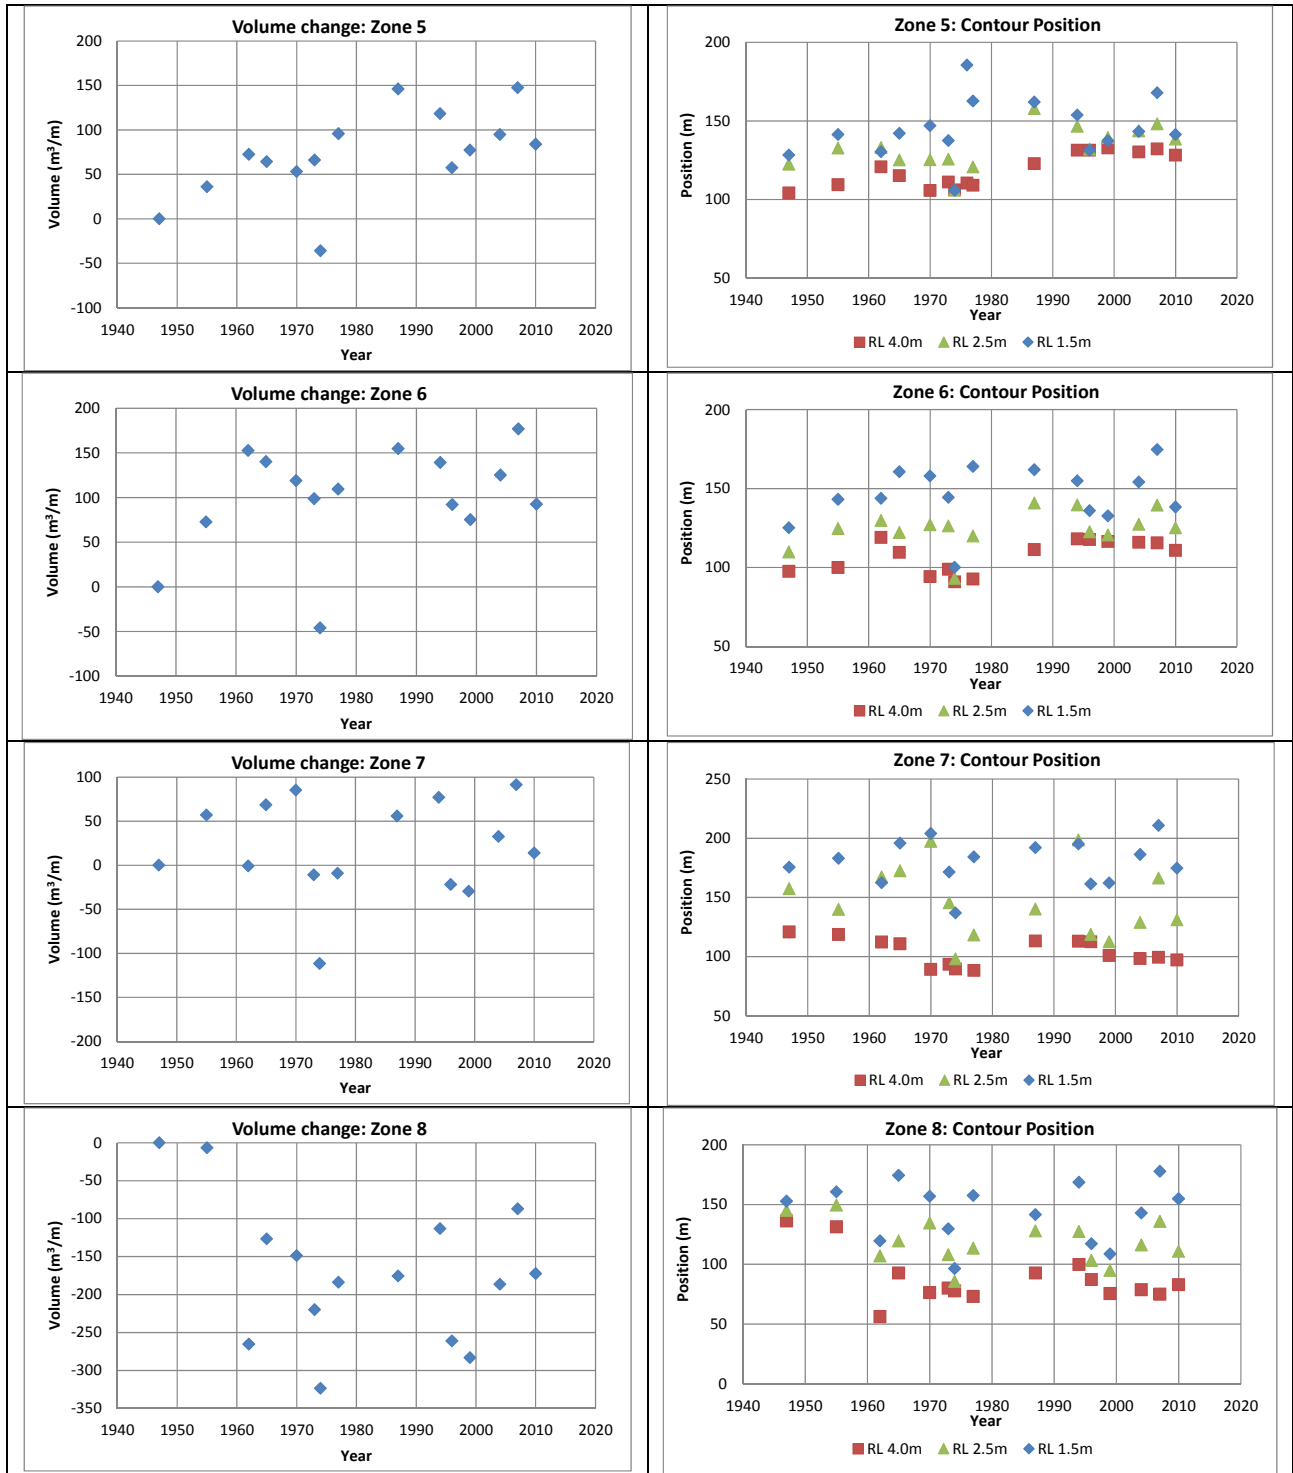 Volume change: Zone 5
200
150
100
50
0
-50
-100
Volume (m³/m)
1940 1950 1960 1970 1980 1990 2000 2010 2020
Year
Zone 5: Contour Position
200
150
100
50
Position (m)
1940 1950 1960 1970 1980 1990 2000 2010 2020
Year
RL 4.0m RL 2.5m RL 1.5m
Volume change: Zone 6
200
150
100
50
0
-50
-100
Volume (m³/m)
1940 1950 1960 1970 1980 1990 2000 2010 2020
Year
Zone 6: Contour Position
200
150
100
50
Position (m)
1940 1950 1960 1970 1980 1990 2000 2010 2020
Year
RL 4.0m RL 2.5m RL 1.5m
Volume change: Zone 7
100
50
0
-50
-100
-150
-200
Volume (m³/m)
1940 1950 1960 1970 1980 1990 2000 2010 2020
Year
Zone 7: Contour Position
250
200
150
100
50
Position (m)
1940 1950 1960 1970 1980 1990 2000 2010 2020
Year
RL 4.0m RL 2.5m RL 1.5m
Volume change: Zone 8
0
-50
-100
-150
-200
-250
-300
-350
Volume (m³/m)
1940 1950 1960 1970 1980 1990 2000 2010 2020
Year
Zone 8: Contour Position
200
150
100
50
0
Position (m)
1940 1950 1960 1970 1980 1990 2000 2010 2020
Year
RL 4.0m RL 2.5m RL 1.5m